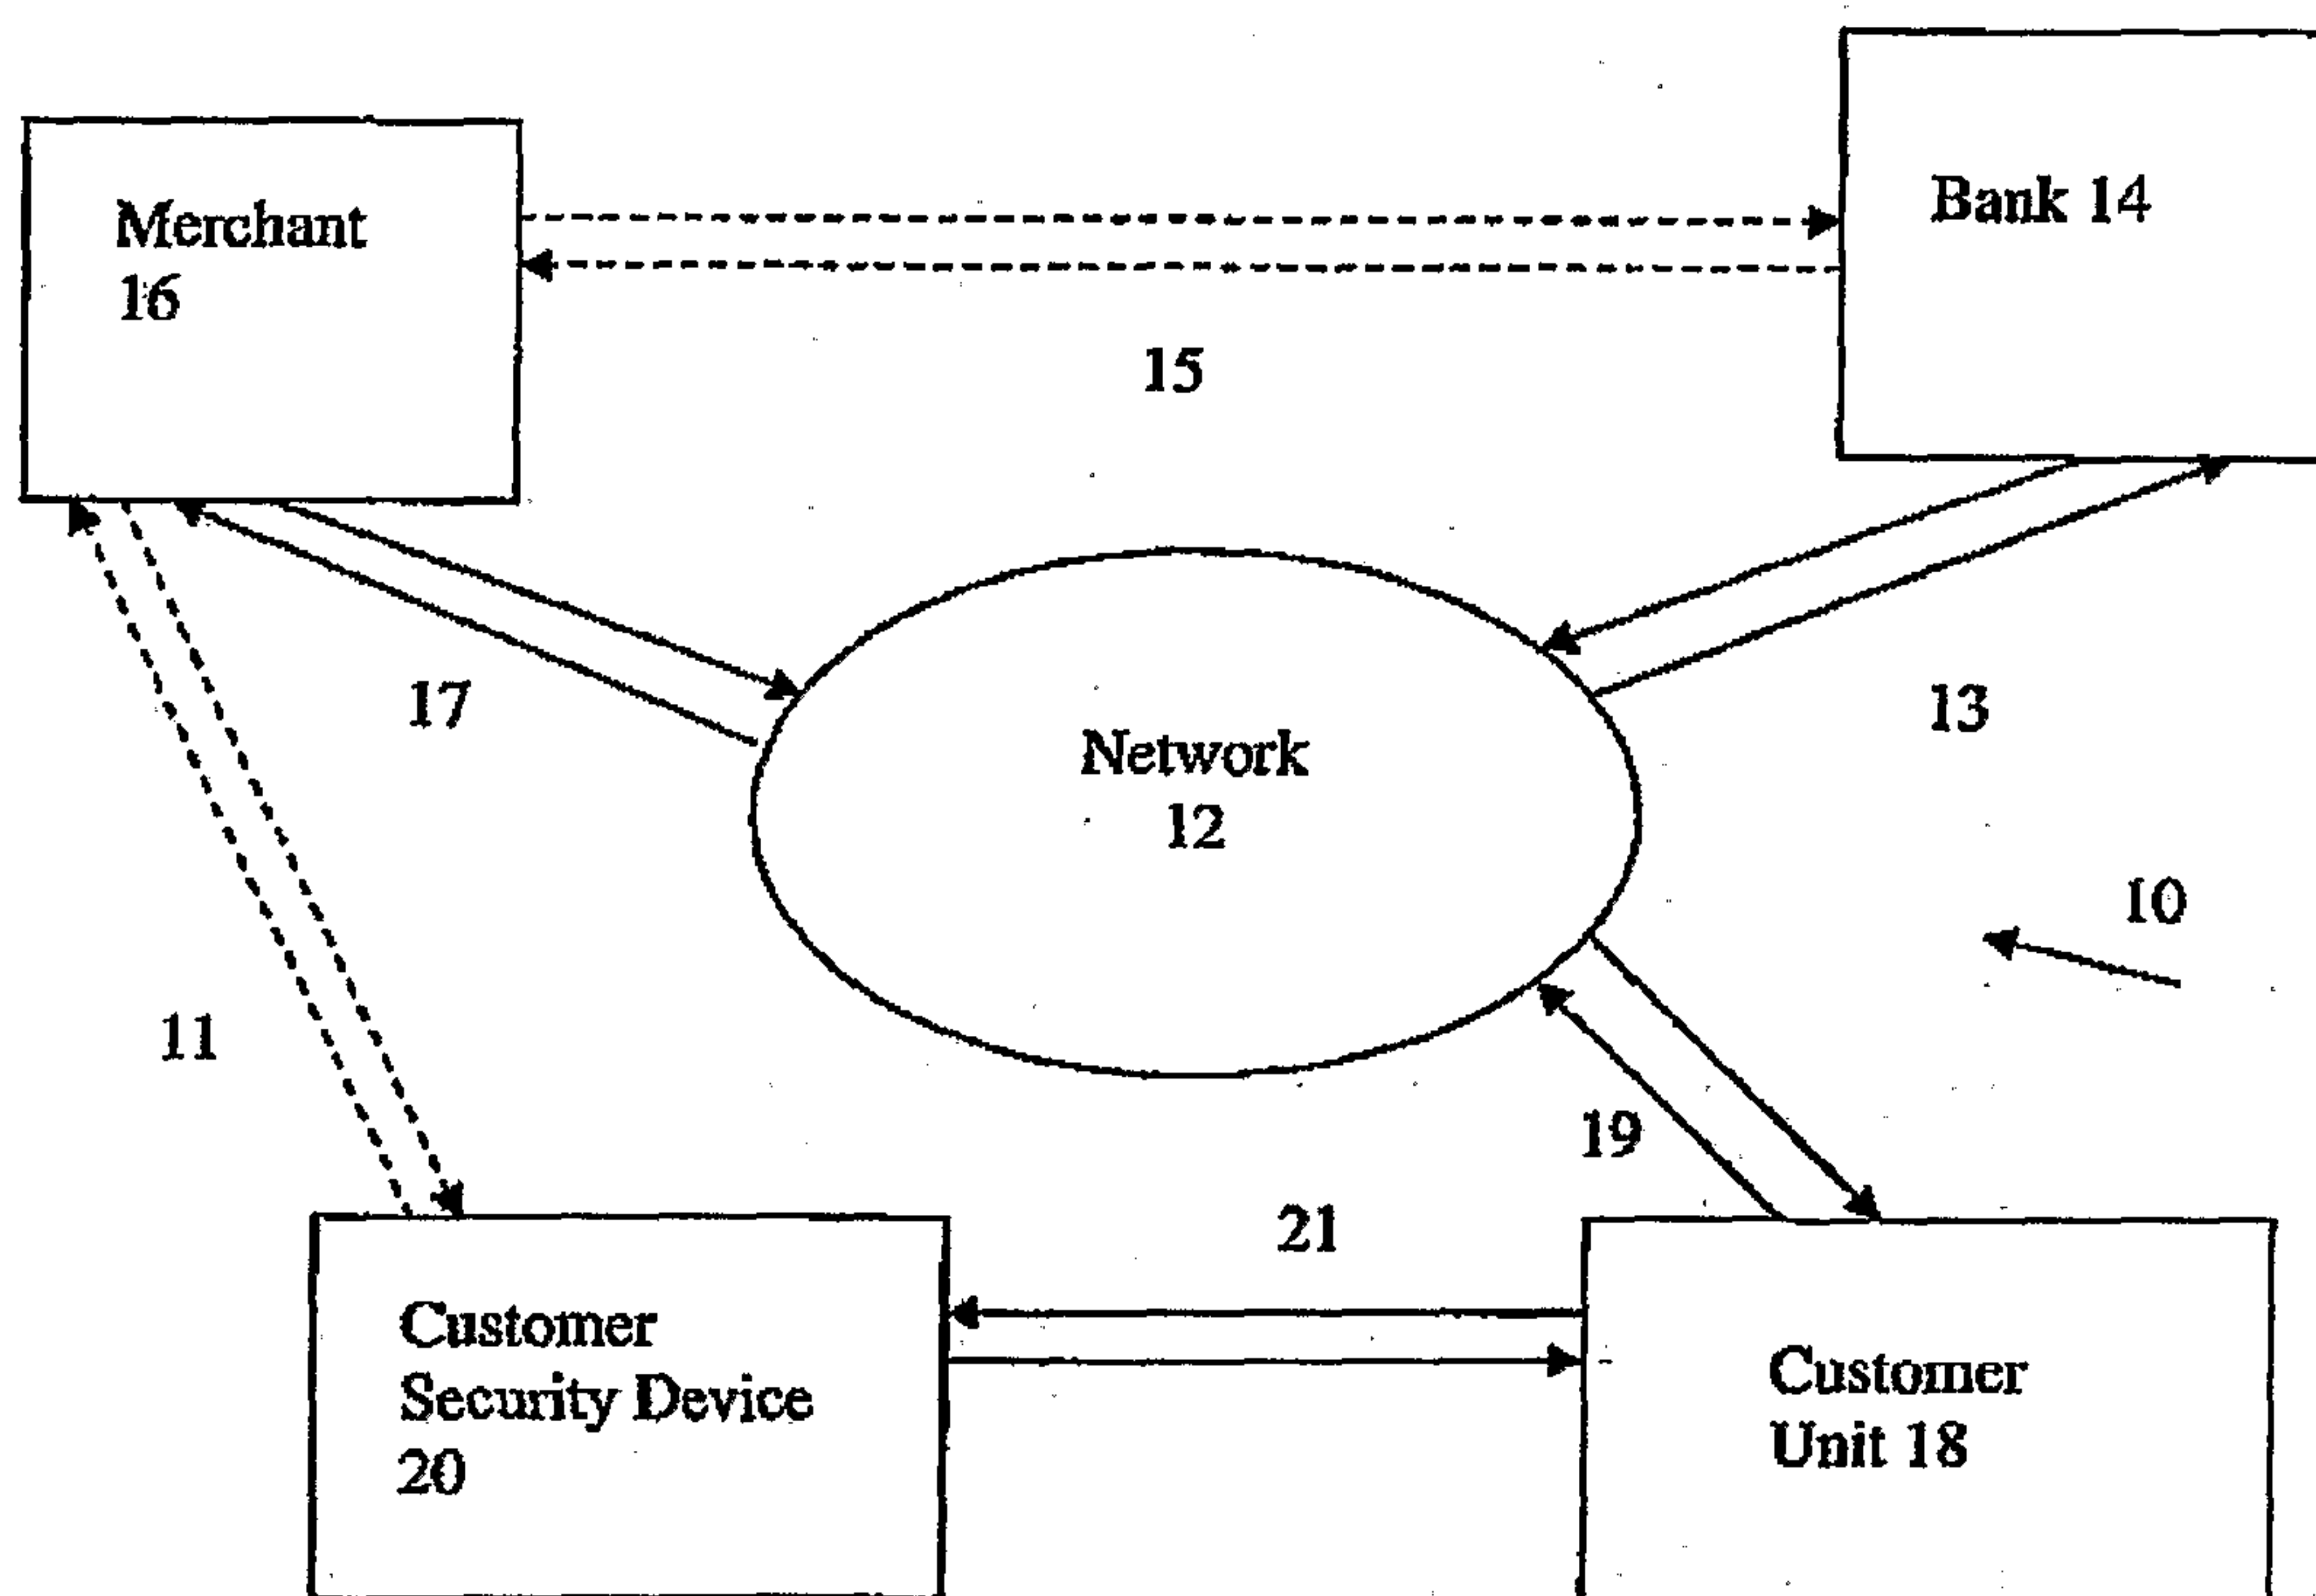 Merchant
16
Bank 14
15
17
13
Network
12
10
11
19
21
Customer
Security Device
20
Customer
Unit 18